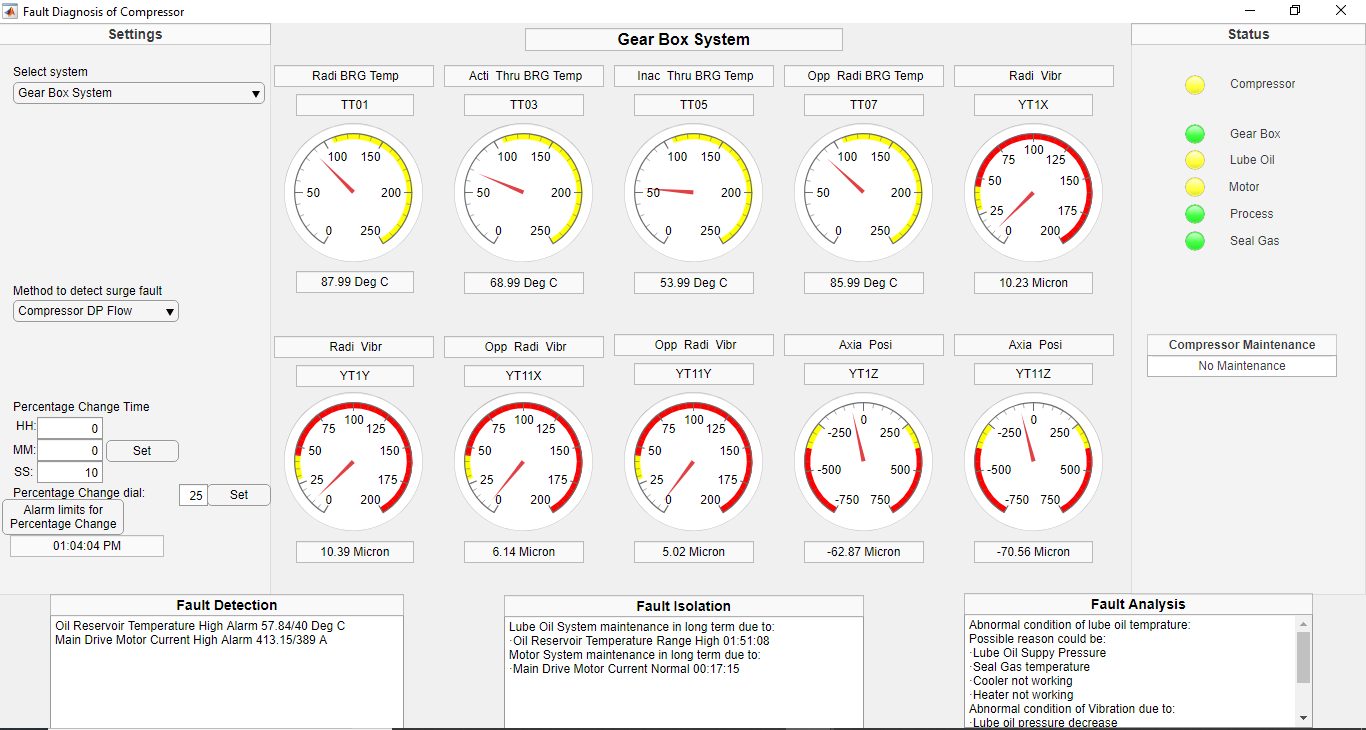 Fault Diagnosis of Compressor
Settings
Select system
Gear Box System
Method to detect surge fault
Compressor DP Flow
Percentage Change Time
HH: 0
MM: 0 Set
SS: 10
Percentage Change dial: 25 Set
Alarm limits for
Percentage Change
01:04:04 PM
Gear Box System
Radi BRG Temp
TT01
0 50 100 150 200 250
87.99 Deg C
Acti Thru BRG Temp
TT03
0 50 100 150 200 250
68.99 Deg C
Inac Thru BRG Temp
TT05
0 50 100 150 200 250
53.99 Deg C
Opp Radi BRG Temp
TT07
0 50 100 150 200 250
85.99 Deg C
Radi Vibr
YT1X
0 25 50 75 100 125 150 175 200
10.23 Micron
Radi Vibr
YT1Y
0 25 50 75 100 125 150 175 200
10.39 Micron
Opp Radi Vibr
YT11X
0 25 50 75 100 125 150 175 200
6.14 Micron
Opp Radi Vibr
YT11Y
0 25 50 75 100 125 150 175 200
5.02 Micron
Axia Posi
YT1Z
-750 -500 -250 0 250 500 750
-62.87 Micron
Axia Posi
YT11Z
-750 -500 -250 0 250 500 750
-70.56 Micron
Status
Compressor
Gear Box
Lube Oil
Motor
Process
Seal Gas
Compressor Maintenance
No Maintenance
Fault Detection
Oil Reservoir Temperature High Alarm 57.84/40 Deg C
Main Drive Motor Current High Alarm 413.15/389 A
Fault Isolation
Lube Oil System maintenance in long term due to:
·Oil Reservoir Temperature Range High 01:51:08
Motor System maintenance in long term due to:
·Main Drive Motor Current Normal 00:17:15
Fault Analysis
Abnormal condition of lube oil temprature:
Possible reason could be:
·Lube Oil Suppy Pressure
·Seal Gas temperature
·Cooler not working
·Heater not working
Abnormal condition of Vibration due to:
·Lube oil pressure decrease